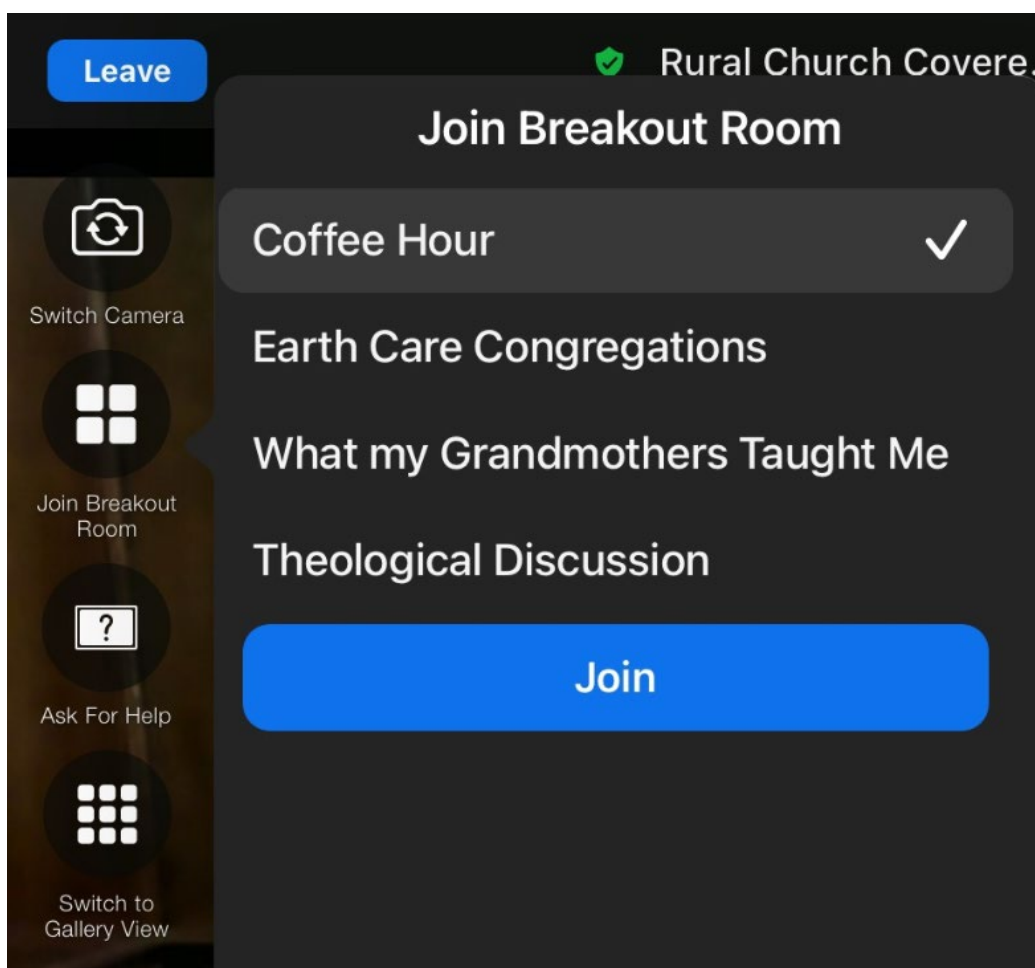 Leave
Rural Church Covere.
Join Breakout Room
Coffee Hour
Switch Camera
Earth Care Congregations
What my Grandmothers Taught Me
Join Breakout
Room
Theological Discussion
?
Join
Ask For Help
Switch to
Gallery View